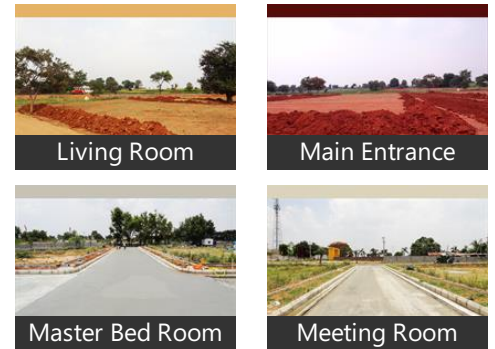 Living Room
Main Entrance
Master Bed Room
Meeting Room